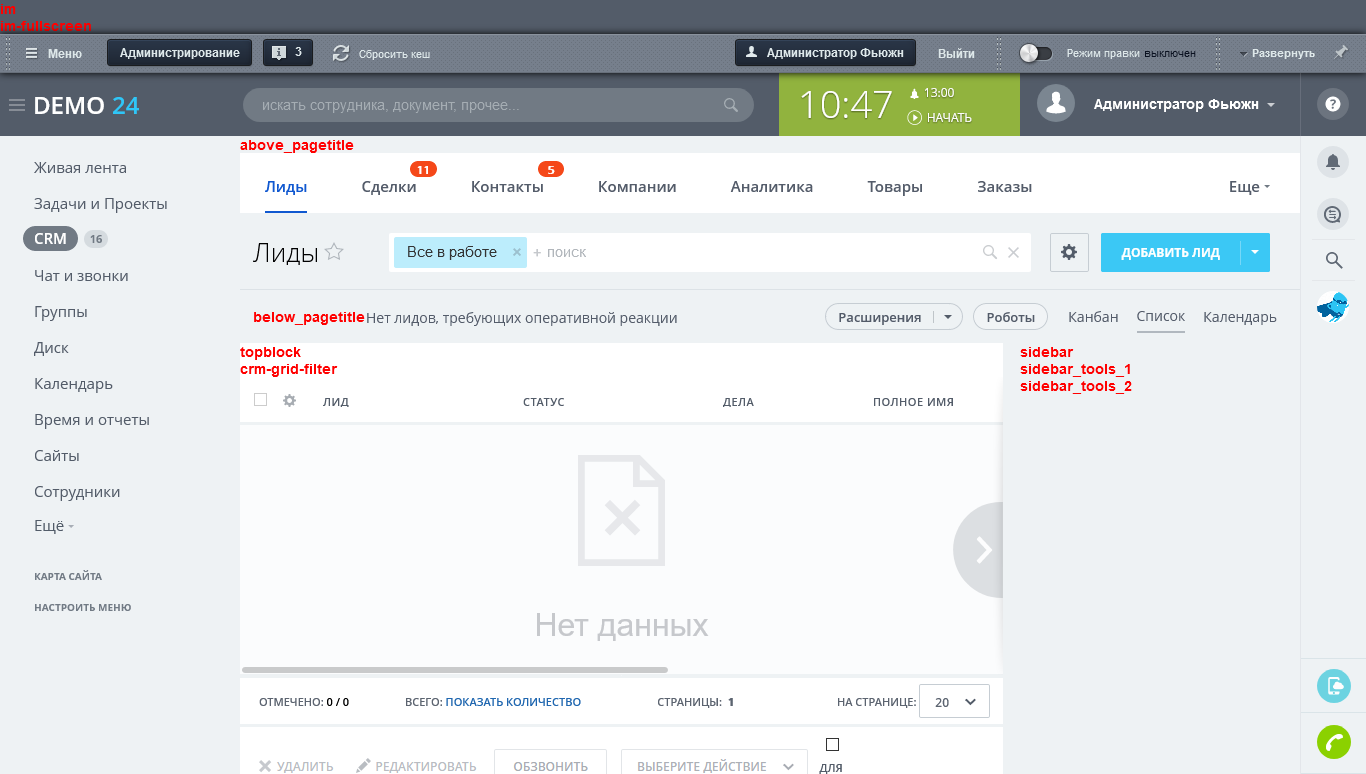 im
im-fullscreen
Меню Администрирование 3 Сбросить кеш Администратор Фьюжн Выйти Режим правки выключен Развернуть
DEMO 24 искать сотрудника, документ, прочее... 10:47 13:00 НАЧАТЬ Администратор Фьюжн ?
above_pagetitle
Живая лента
Задачи и Проекты
CRM 16
Чат и звонки
Группы
Диск
Календарь
Время и отчеты
Сайты
Сотрудники
Ещё
КАРТА САЙТА
НАСТРОИТЬ МЕНЮ
Лиды Сделки 11 Контакты 5 Компании Аналитика Товары Заказы Еще
Лиды Все в работе × + поиск ДОБАВИТЬ ЛИД
below_pagetitle Нет лидов, требующих оперативной реакции Расширения Роботы Канбан Список Календарь
topblock
crm-grid-filter
sidebar
sidebar_tools_1
sidebar_tools_2
ЛИД СТАТУС ДЕЛА ПОЛНОЕ ИМЯ
Нет данных
ОТМЕЧЕНО: 0 / 0 ВСЕГО: ПОКАЗАТЬ КОЛИЧЕСТВО СТРАНИЦЫ: 1 НА СТРАНИЦЕ: 20
УДАЛИТЬ РЕДАКТИРОВАТЬ ОБЗВОНИТЬ ВЫБЕРИТЕ ДЕЙСТВИЕ ДЛЯ